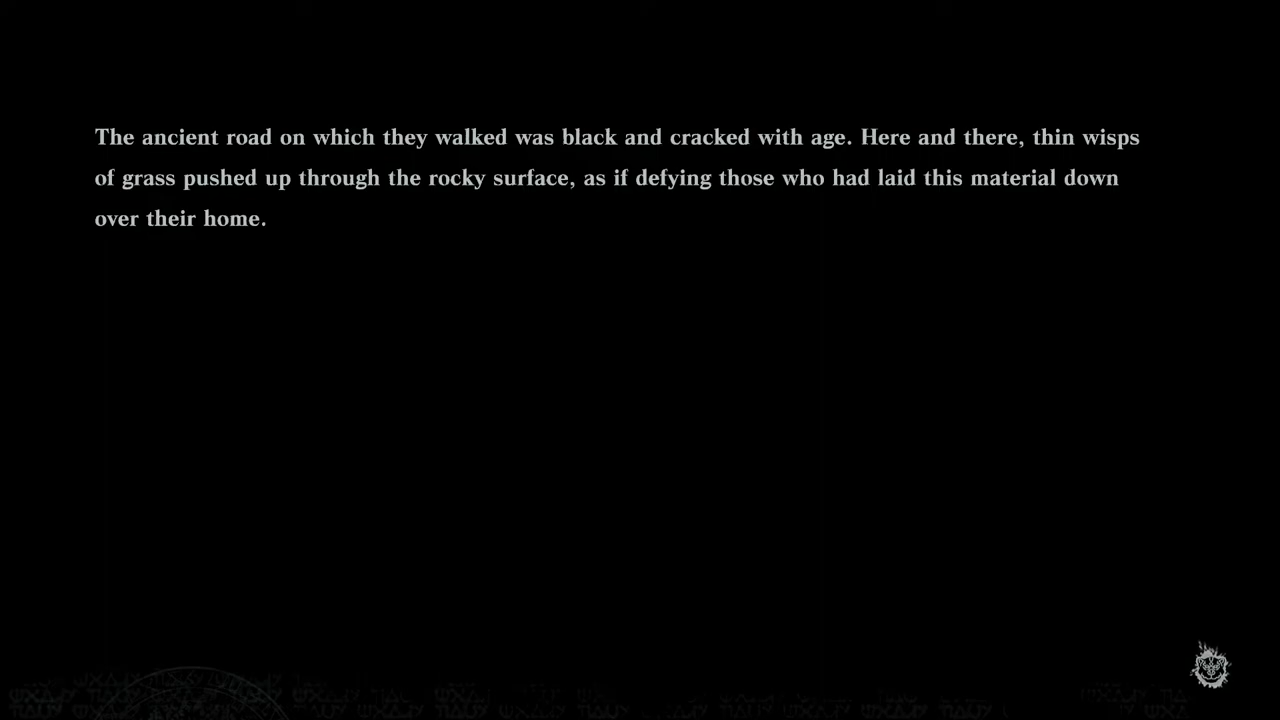 The ancient road on which they walked was black and cracked with age. Here and there, thin wisps
of grass pushed up through the rocky surface, as if defying those who had laid this material down
over their home.